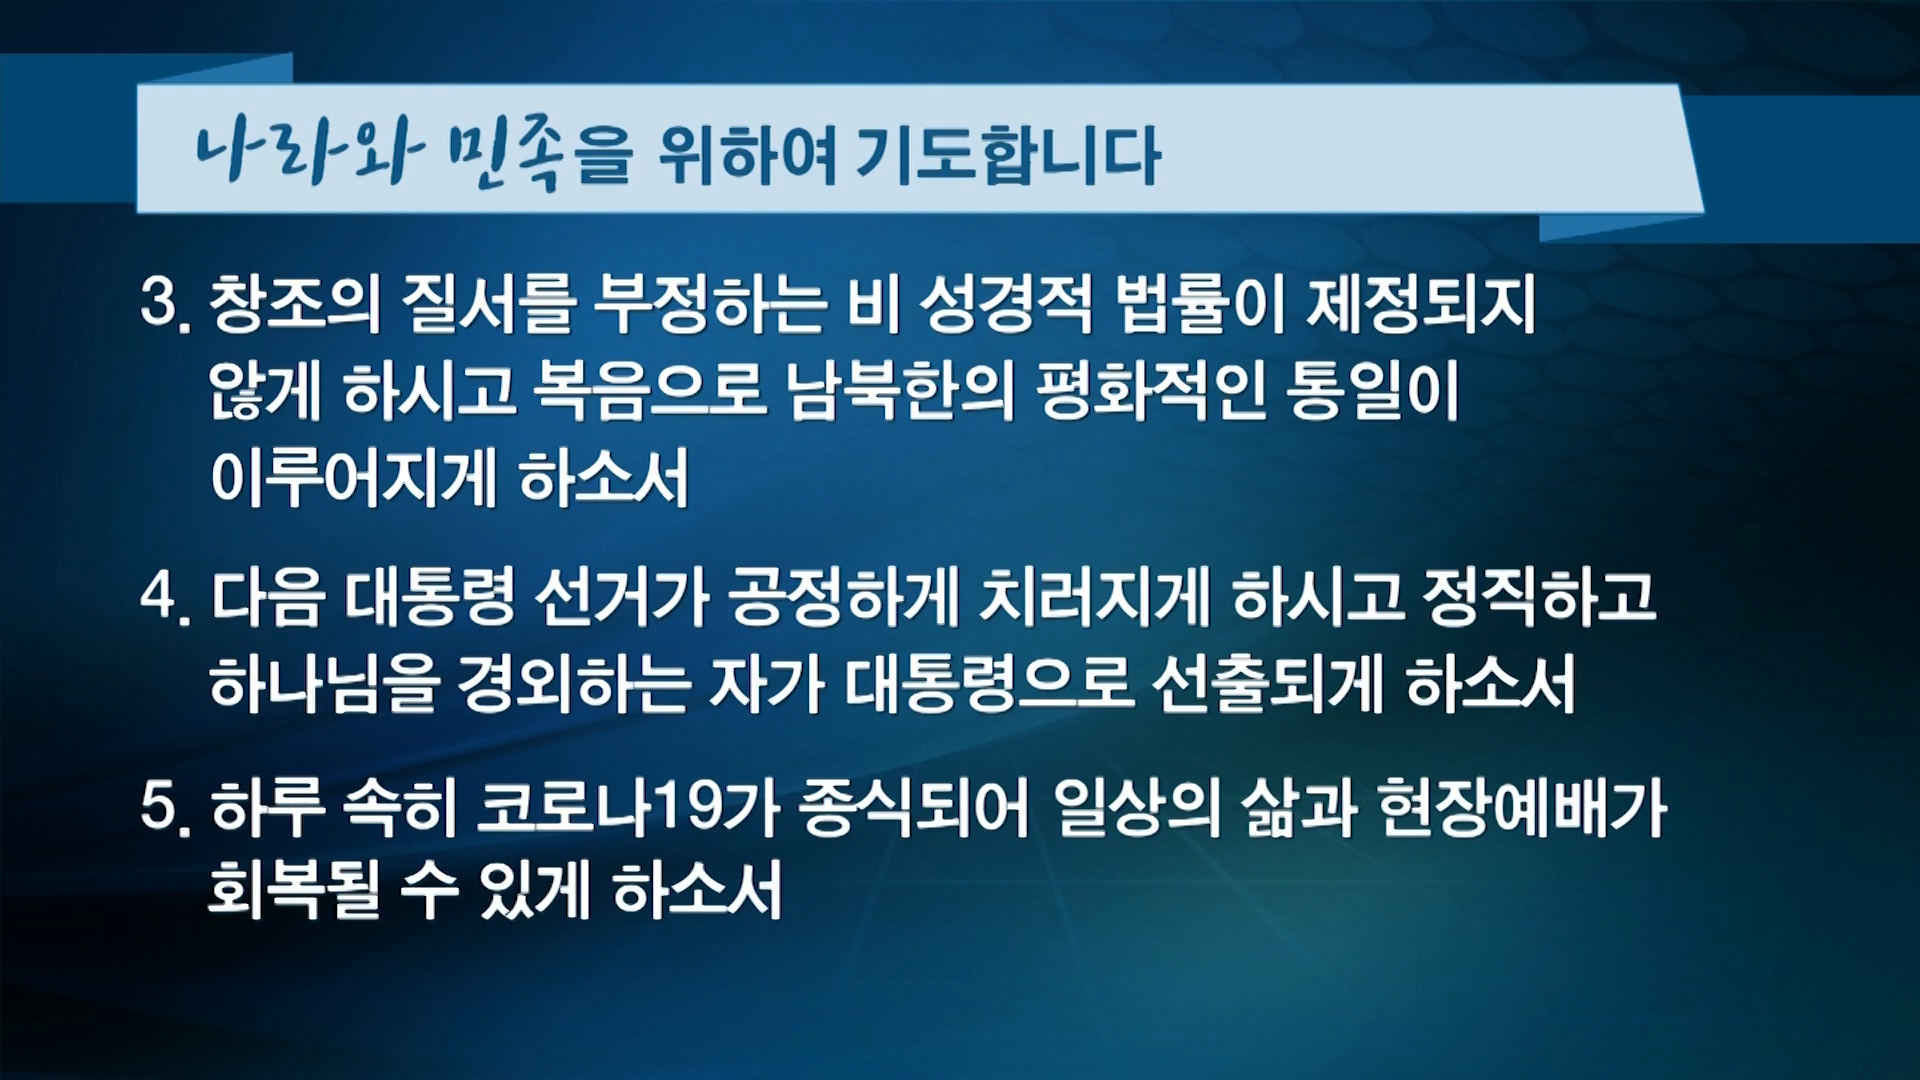 나라와 민족을 위하여 기도합니다
3. 창조의 질서를 부정하는 비 성경적 법률이 제정되지
않게 하시고 복음으로 남북한의 평화적인 통일이
이루어지게 하소서
4. 다음 대통령 선거가 공정하게 치러지게 하시고 정직하고
하나님을 경외하는 자가 대통령으로 선출되게 하소서
5. 하루 속히 코로나19가 종식되어 일상의 삶과 현장예배가
회복될 수 있게 하소서